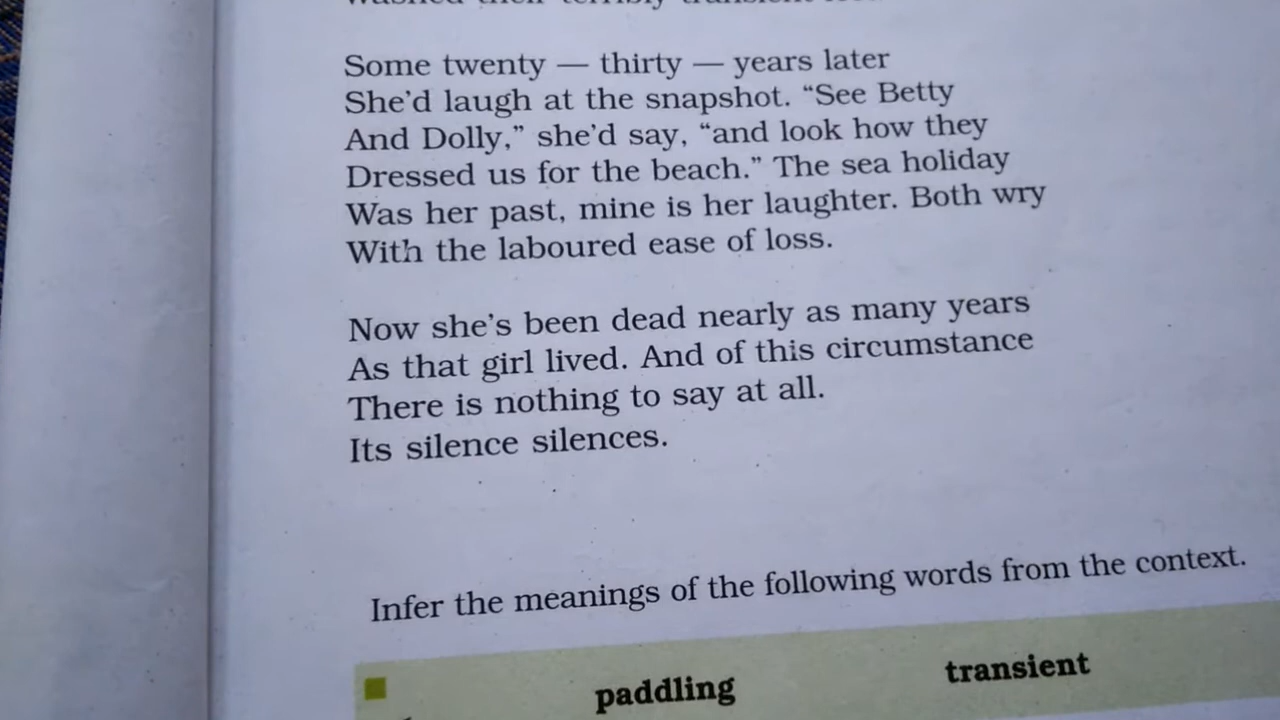 Some twenty — thirty — years later
She'd laugh at the snapshot. “See Betty
And Dolly,” she'd say, “and look how they
Dressed us for the beach.” The sea holiday
Was her past, mine is her laughter. Both wry
With the laboured ease of loss.
Now she's been dead nearly as many years
As that girl lived. And of this circumstance
There is nothing to say at all.
Its silence silences.
Infer the meanings of the following words from the context.
paddling transient